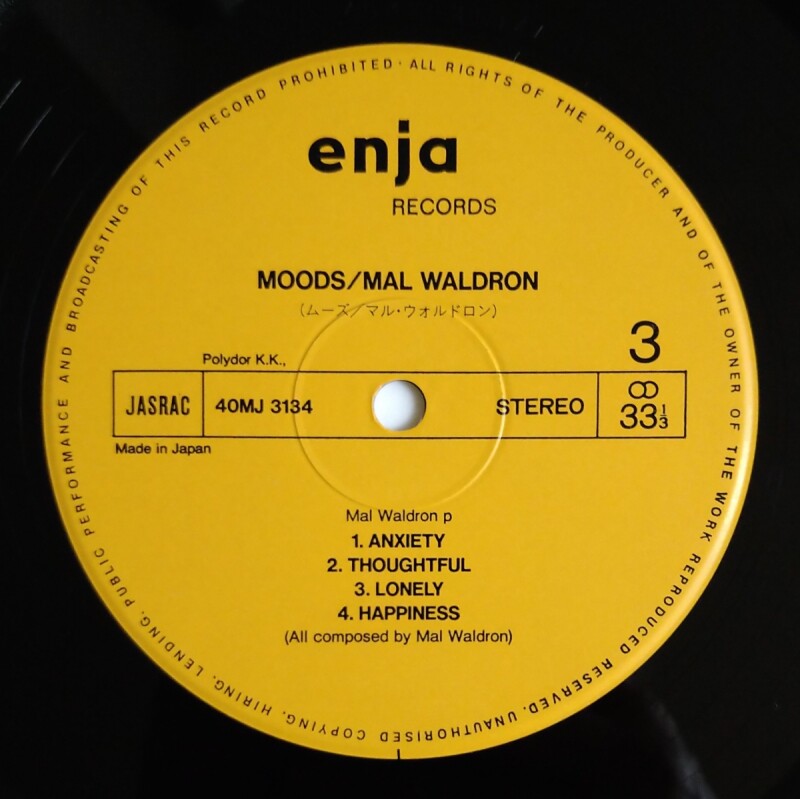 PUBLIC PERFORMANCE AND BROADCASTING OF THIS RECORD PROHIBITED · ALL RIGHTS OF THE PRODUCER AND OF THE OWNER OF THE WORK REPRODUCED RESERVED. UNAUTHORISED COPYING, HIRING, LENDING,
enja
RECORDS
MOODS/MAL WALDRON
(ムーズ/マル・ウォルドロン)
3
Polydor K.K.,
JASRAC 40MJ 3134 STEREO 33⅓
Made in Japan
Mal Waldron p
1. ANXIETY
2. THOUGHTFUL
3. LONELY
4. HAPPINESS
(All composed by Mal Waldron)